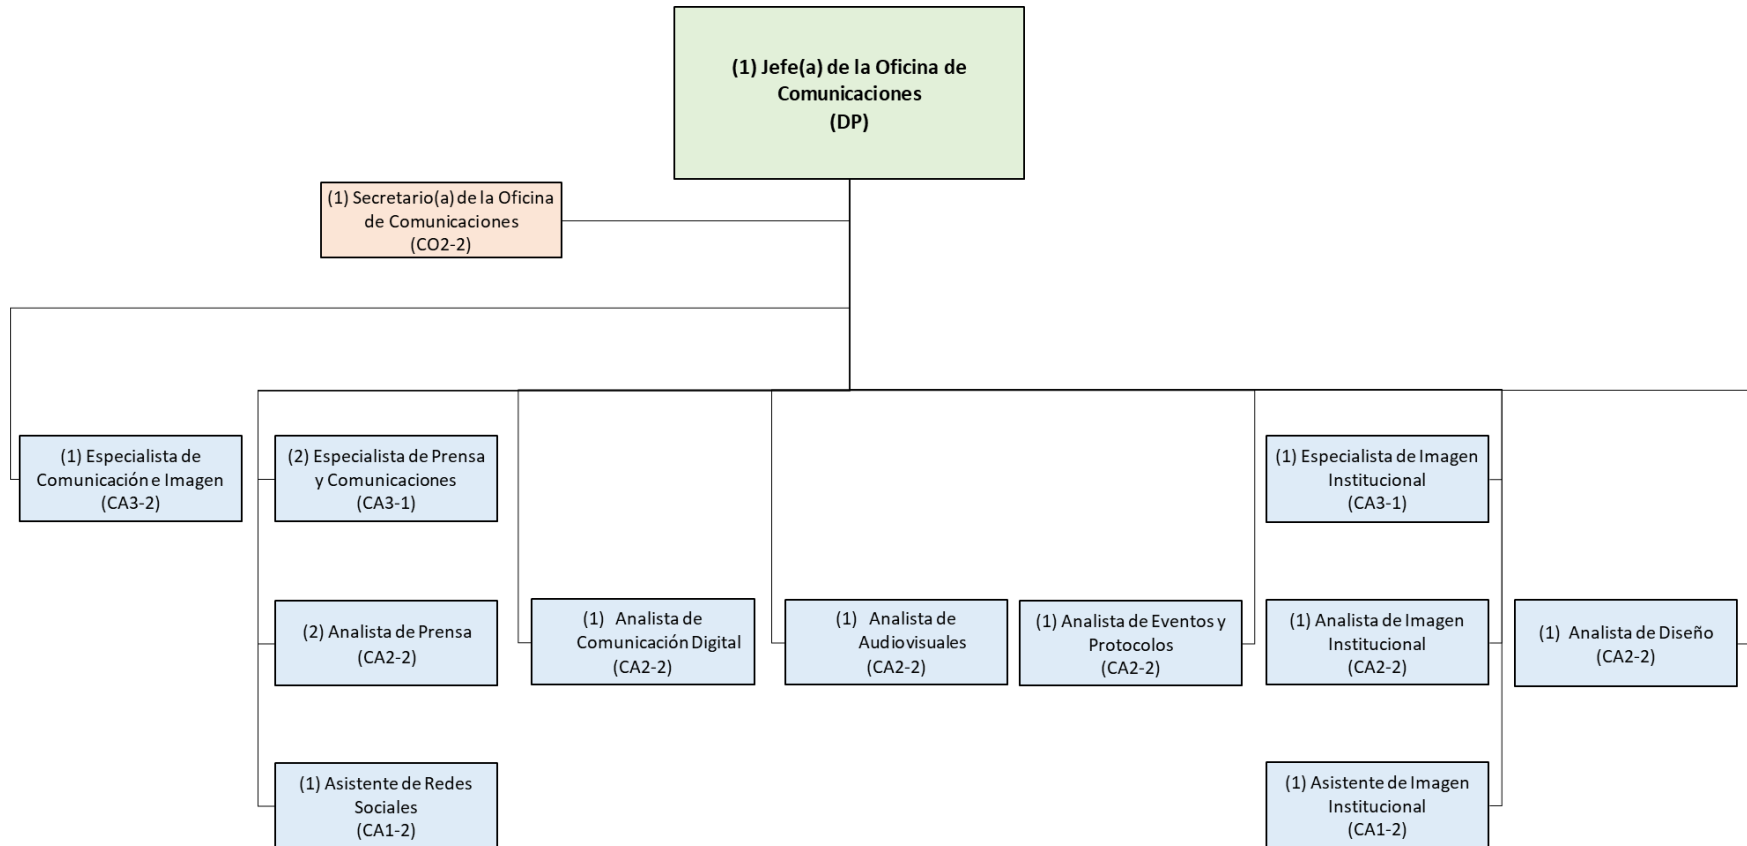 (1) Jefe(a) de la Oficina de
Comunicaciones
(DP)
(1) Secretario(a) de la Oficina
de Comunicaciones
(CO2-2)
(1) Especialista de
Comunicación e Imagen
(CA3-2)
(2) Especialista de Prensa
y Comunicaciones
(CA3-1)
(1) Especialista de Imagen
Institucional
(CA3-1)
(2) Analista de Prensa
(CA2-2)
(1) Analista de
Comunicación Digital
(CA2-2)
(1) Analista de
Audiovisuales
(CA2-2)
(1) Analista de Eventos y
Protocolos
(CA2-2)
(1) Analista de Imagen
Institucional
(CA2-2)
(1) Analista de Diseño
(CA2-2)
(1) Asistente de Redes
Sociales
(CA1-2)
(1) Asistente de Imagen
Institucional
(CA1-2)